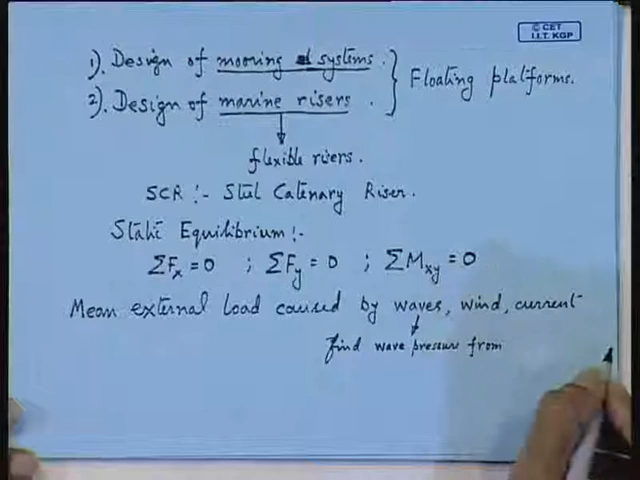 © CET
I.I.T. KGP
1). Design of mooring systems.
2). Design of marine risers.
} Floating platforms.
flexible risers.
SCR :- Steel Catenary Riser.
Static Equilibrium :-
ΣFx = 0 ; ΣFy = 0 ; ΣMxy = 0
Mean external load caused by waves, wind, current
find wave pressure from